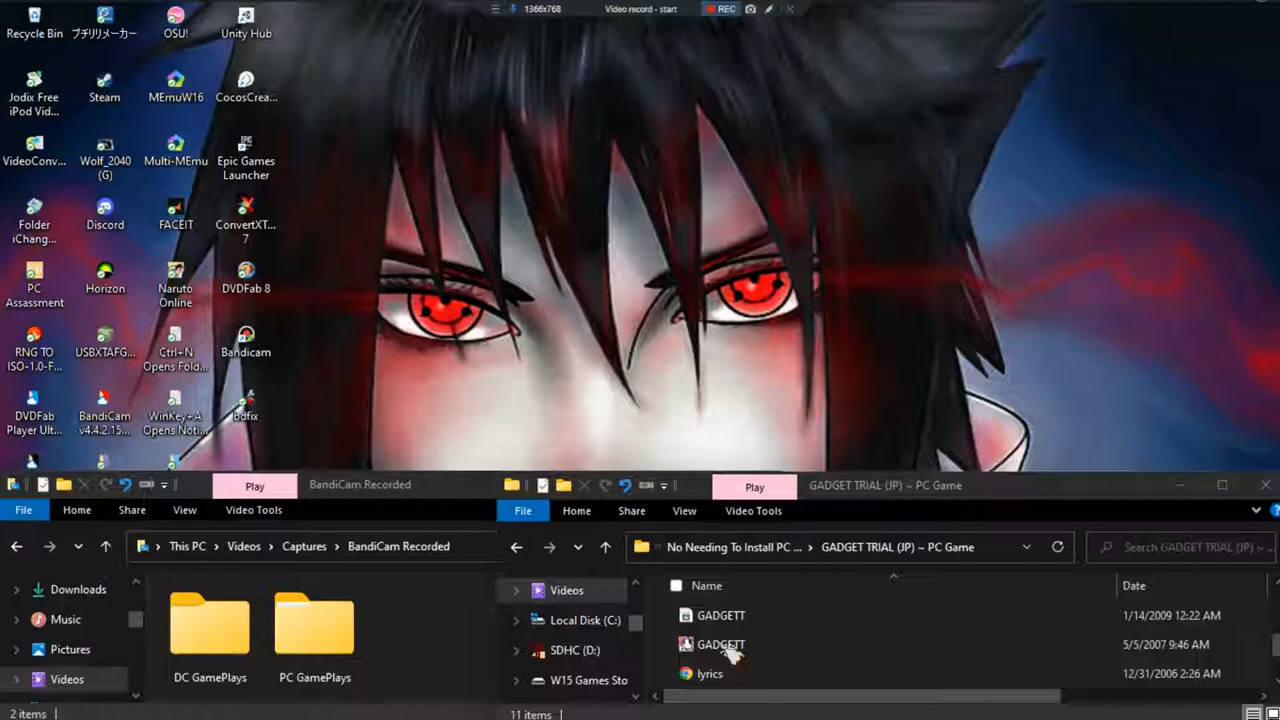 1366x768 Video record - start REC
Recycle Bin
プチリリメーカー
OSU!
Unity Hub
Jodix Free
iPod Vid...
Steam
MEmuW16
CocosCrea...
VideoConv...
Wolf_2040
(G)
Multi-MEmu
Epic Games
Launcher
Folder
iChang...
Discord
FACEIT
ConvertXT...
7
PC
Assassment
Horizon
Naruto
Online
DVDFab 8
RNG TO
ISO-1.0-F...
USBXTAFG...
Ctrl+N
Opens Fold...
Bandicam
DVDFab
Player Ult...
BandiCam
v4.4.2.15...
WinKey+A
Opens Not...
bdfix
Play BandiCam Recorded
File Home Share View Video Tools
This PC > Videos > Captures > BandiCam Recorded
Downloads
Music
Pictures
Videos
DC GamePlays
PC GamePlays
2 items
Play GADGET TRIAL (JP) ~ PC Game
File Home Share View Video Tools
No Needing To Install PC ... > GADGET TRIAL (JP) ~ PC Game
Search GADGET TRIAL (JP) ~ ...
Videos
Local Disk (C:)
SDHC (D:)
W15 Games Sto
Name Date
GADGETT 1/14/2009 12:22 AM
GADGETT 5/5/2007 9:46 AM
lyrics 12/31/2006 2:26 AM
11 items